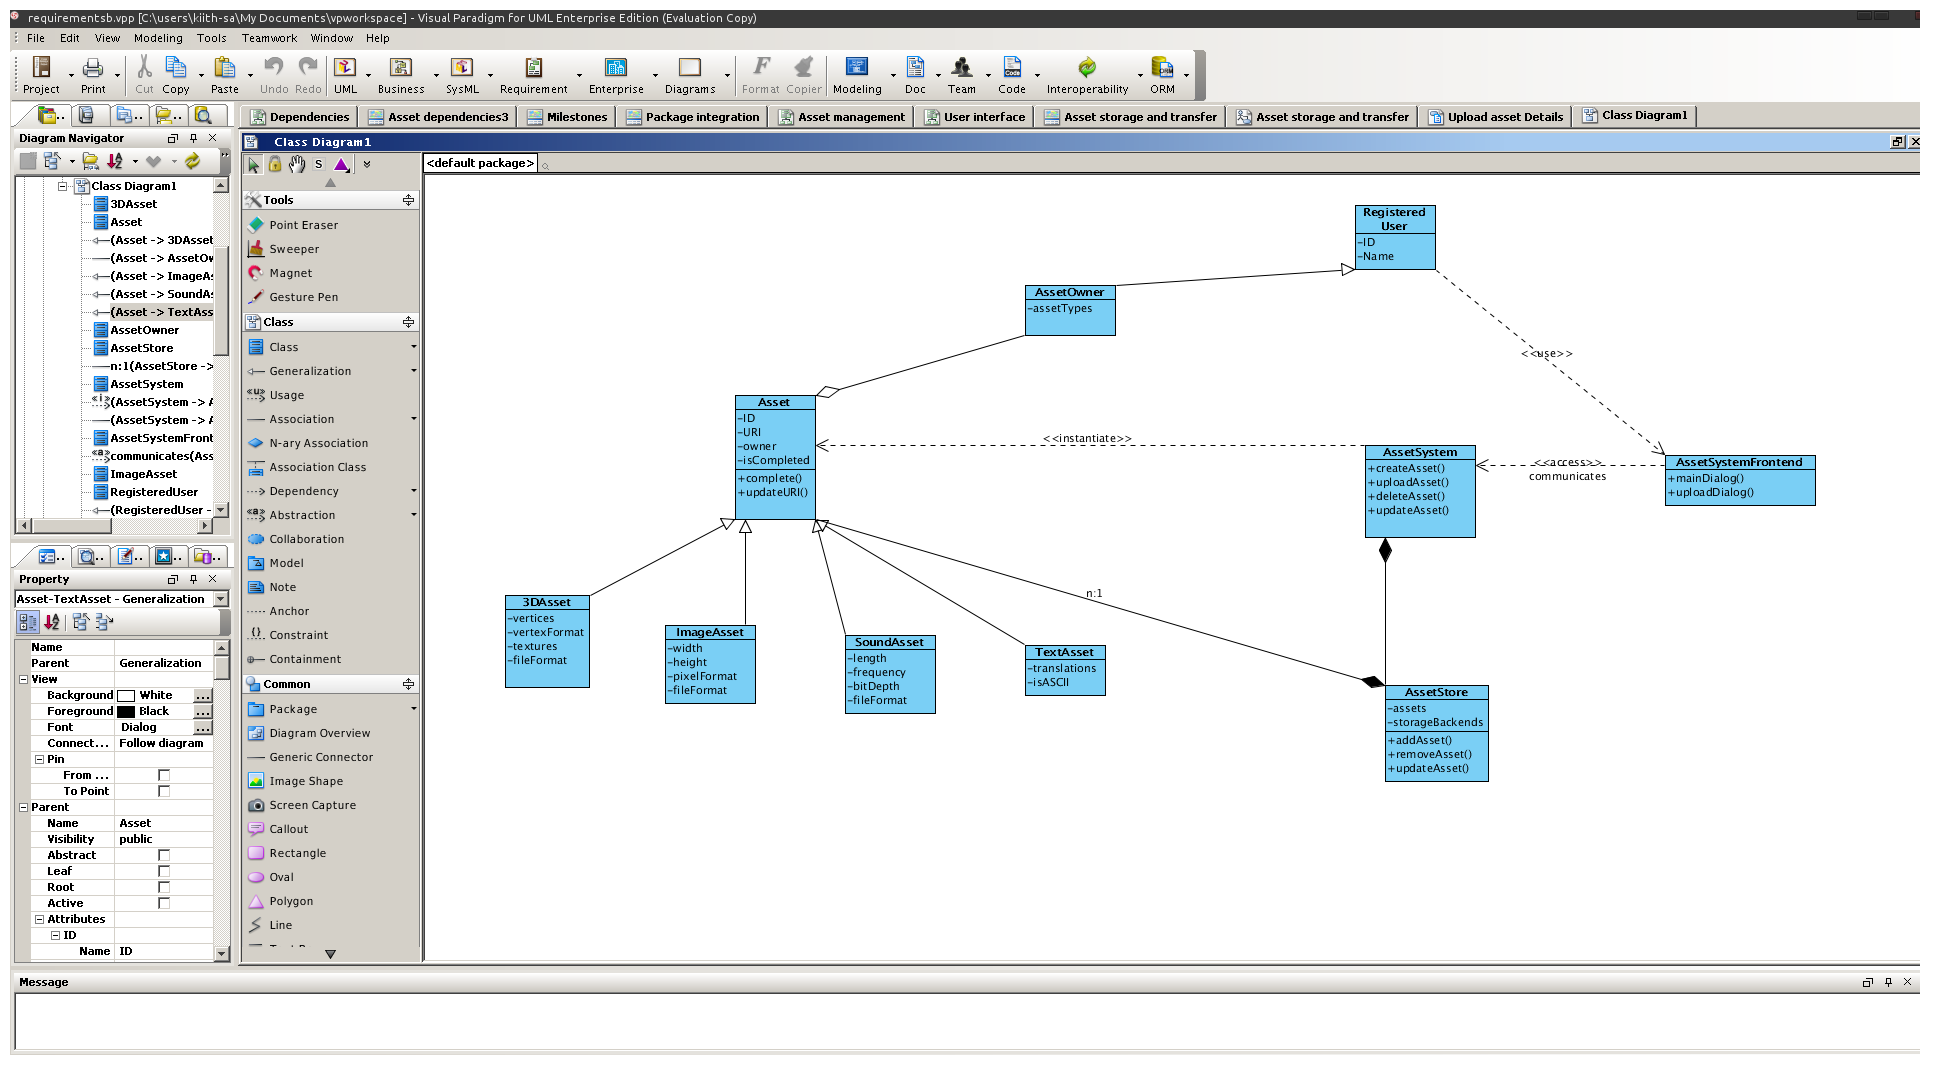 requirementsb.vpp [C:\users\kiith-sa\My Documents\vpworkspace] - Visual Paradigm for UML Enterprise Edition (Evaluation Copy)
File Edit View Modeling Tools Teamwork Window Help
Project Print Cut Copy Paste Undo Redo UML Business SysML Requirement Enterprise Diagrams Format Copier Modeling Doc Team Code Interoperability ORM
Dependencies Asset dependencies3 Milestones Package integration Asset management User interface Asset storage and transfer Asset storage and transfer Upload asset Details Class Diagram1
Diagram Navigator
Class Diagram1
3DAsset
Asset
(Asset -> 3DAsset
(Asset -> AssetOw
(Asset -> ImageAs
(Asset -> SoundAs
(Asset -> TextAss
AssetOwner
AssetStore
n:1(AssetStore ->
AssetSystem
(AssetSystem -> A
(AssetSystem -> A
AssetSystemFront
communicates(Ass
ImageAsset
RegisteredUser
(RegisteredUser -
Property
Asset-TextAsset - Generalization
Name
Parent Generalization
View
Background White ...
Foreground Black ...
Font Dialog ...
Connect... Follow diagram
Pin
From ...
To Point
Parent
Name Asset
Visibility public
Abstract
Leaf
Root
Active
Attributes
ID
Name ID
Class Diagram1
S
<default package>
Tools
Point Eraser
Sweeper
Magnet
Gesture Pen
Class
Class
Generalization
Usage
Association
N-ary Association
Association Class
Dependency
Abstraction
Collaboration
Model
Note
Anchor
Constraint
Containment
Common
Package
Diagram Overview
Generic Connector
Image Shape
Screen Capture
Callout
Rectangle
Oval
Polygon
Line
Registered
User
-ID
-Name
AssetOwner
-assetTypes
<<use>>
Asset
-ID
-URI
-owner
-isCompleted
+complete()
+updateURI()
<<instantiate>>
AssetSystem
+createAsset()
+uploadAsset()
+deleteAsset()
+updateAsset()
<<access>>
communicates
AssetSystemFrontend
+mainDialog()
+uploadDialog()
n:1
3DAsset
-vertices
-vertexFormat
-textures
-fileFormat
ImageAsset
-width
-height
-pixelFormat
-fileFormat
SoundAsset
-length
-frequency
-bitDepth
-fileFormat
TextAsset
-translations
-isASCII
AssetStore
-assets
-storageBackends
+addAsset()
+removeAsset()
+updateAsset()
Message